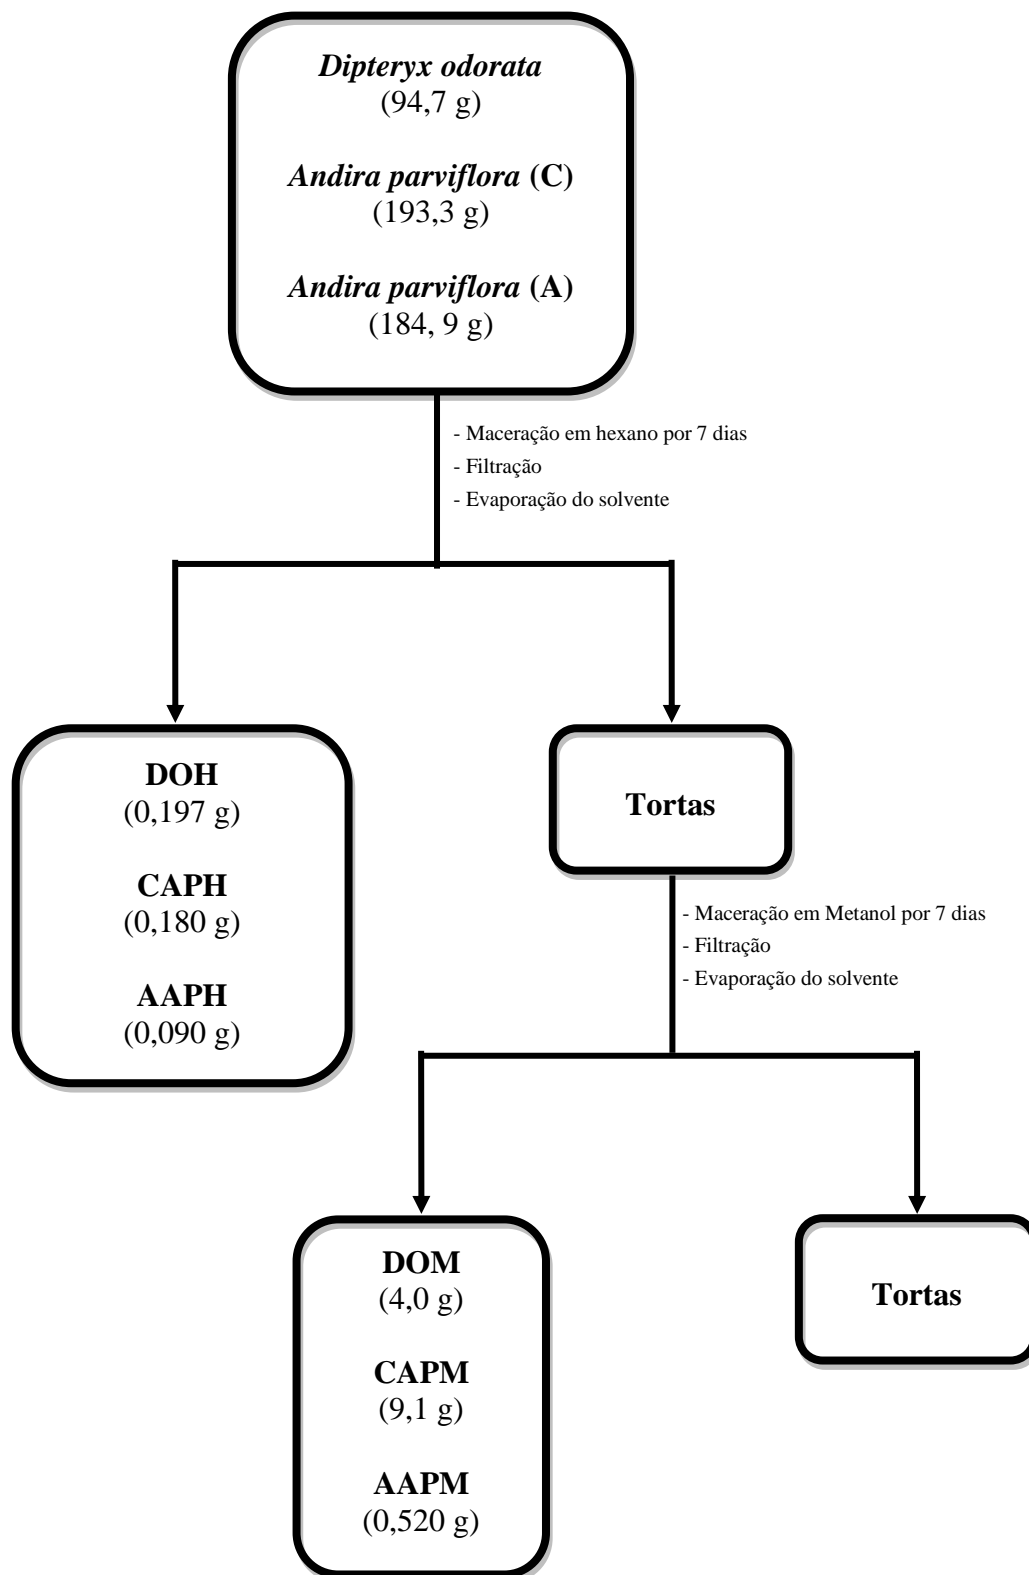 Dipteryx odorata
(94,7 g)
Andira parviflora (C)
(193,3 g)
Andira parviflora (A)
(184, 9 g)
- Maceração em hexano por 7 dias
- Filtração
- Evaporação do solvente
DOH
(0,197 g)
CAPH
(0,180 g)
AAPH
(0,090 g)
Tortas
- Maceração em Metanol por 7 dias
- Filtração
- Evaporação do solvente
DOM
(4,0 g)
CAPM
(9,1 g)
AAPM
(0,520 g)
Tortas